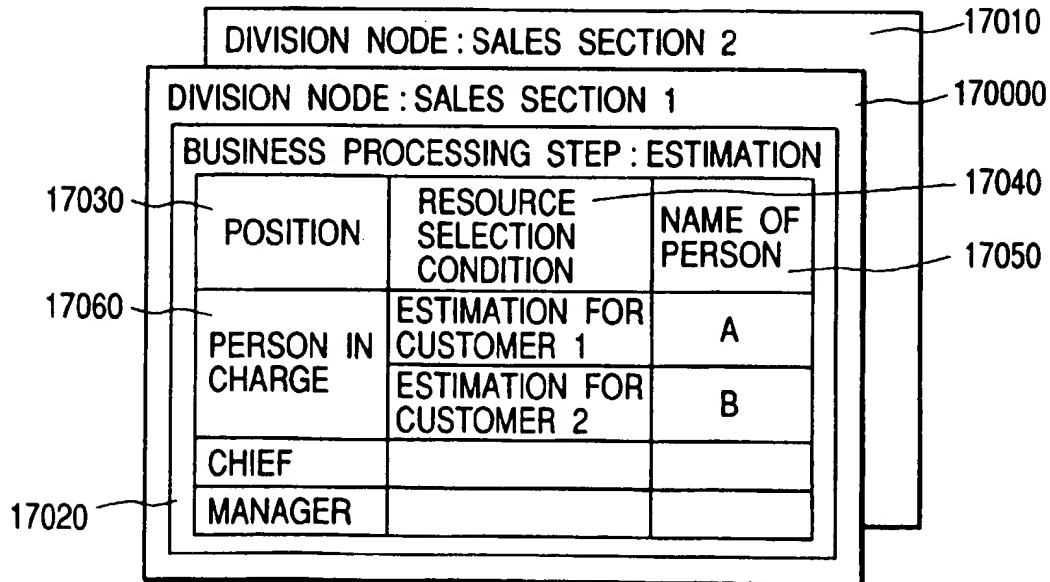 DIVISION NODE : SALES SECTION 2
17010
DIVISION NODE : SALES SECTION 1
170000
BUSINESS PROCESSING STEP : ESTIMATION
17030
POSITION
RESOURCE
SELECTION
CONDITION
17040
NAME OF
PERSON
17050
17060
PERSON IN
CHARGE
ESTIMATION FOR
CUSTOMER 1
A
ESTIMATION FOR
CUSTOMER 2
B
CHIEF
MANAGER
17020